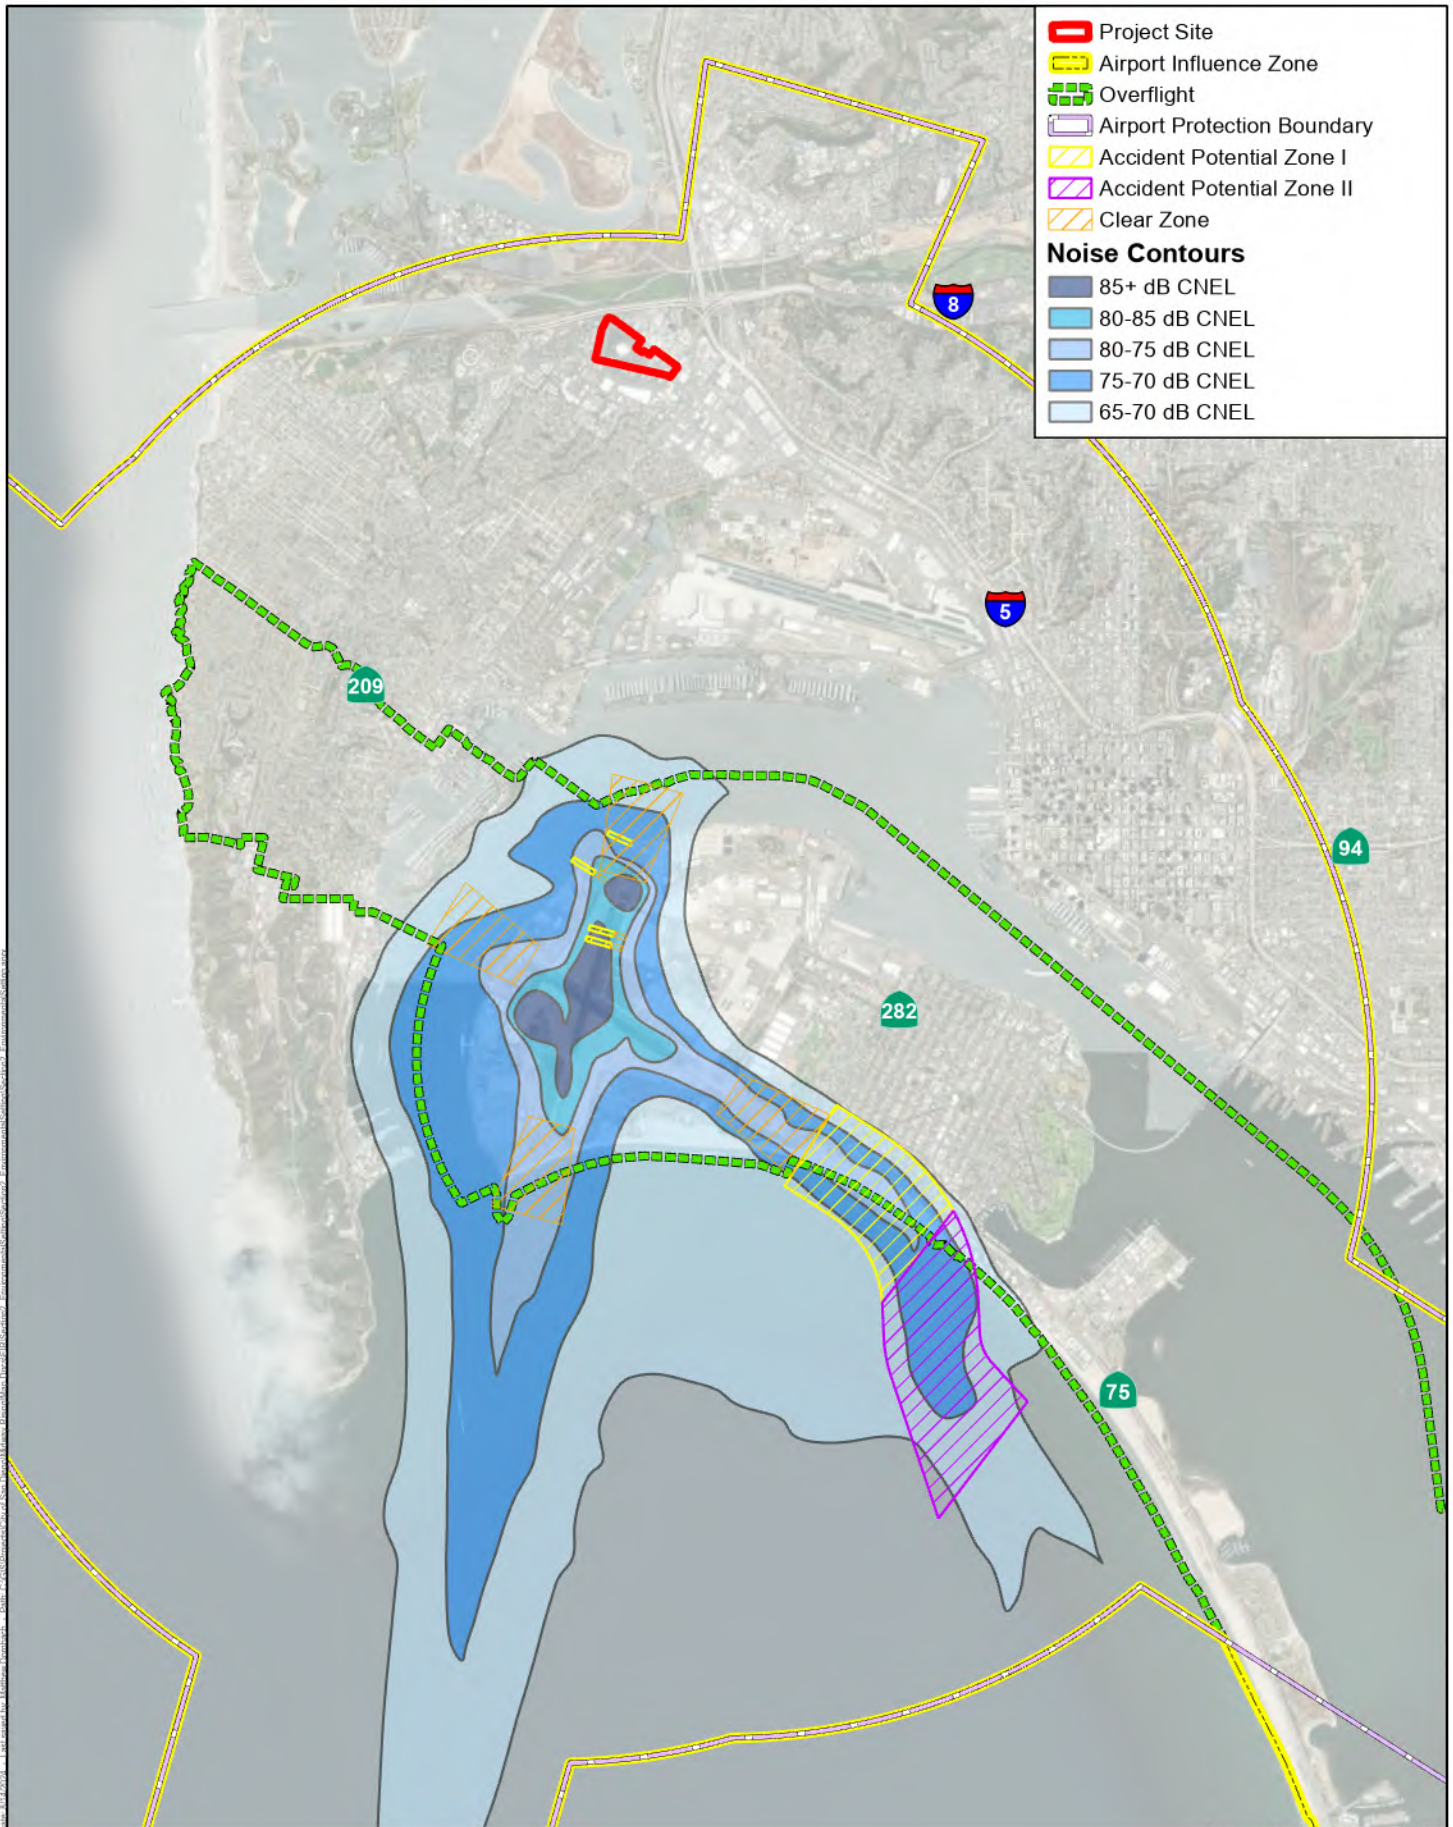 Project Site
Airport Influence Zone
Overflight
Airport Protection Boundary
Accident Potential Zone I
Accident Potential Zone II
Clear Zone
Noise Contours
85+ dB CNEL
80-85 dB CNEL
80-75 dB CNEL
75-70 dB CNEL
65-70 dB CNEL
8
5
209
94
282
75